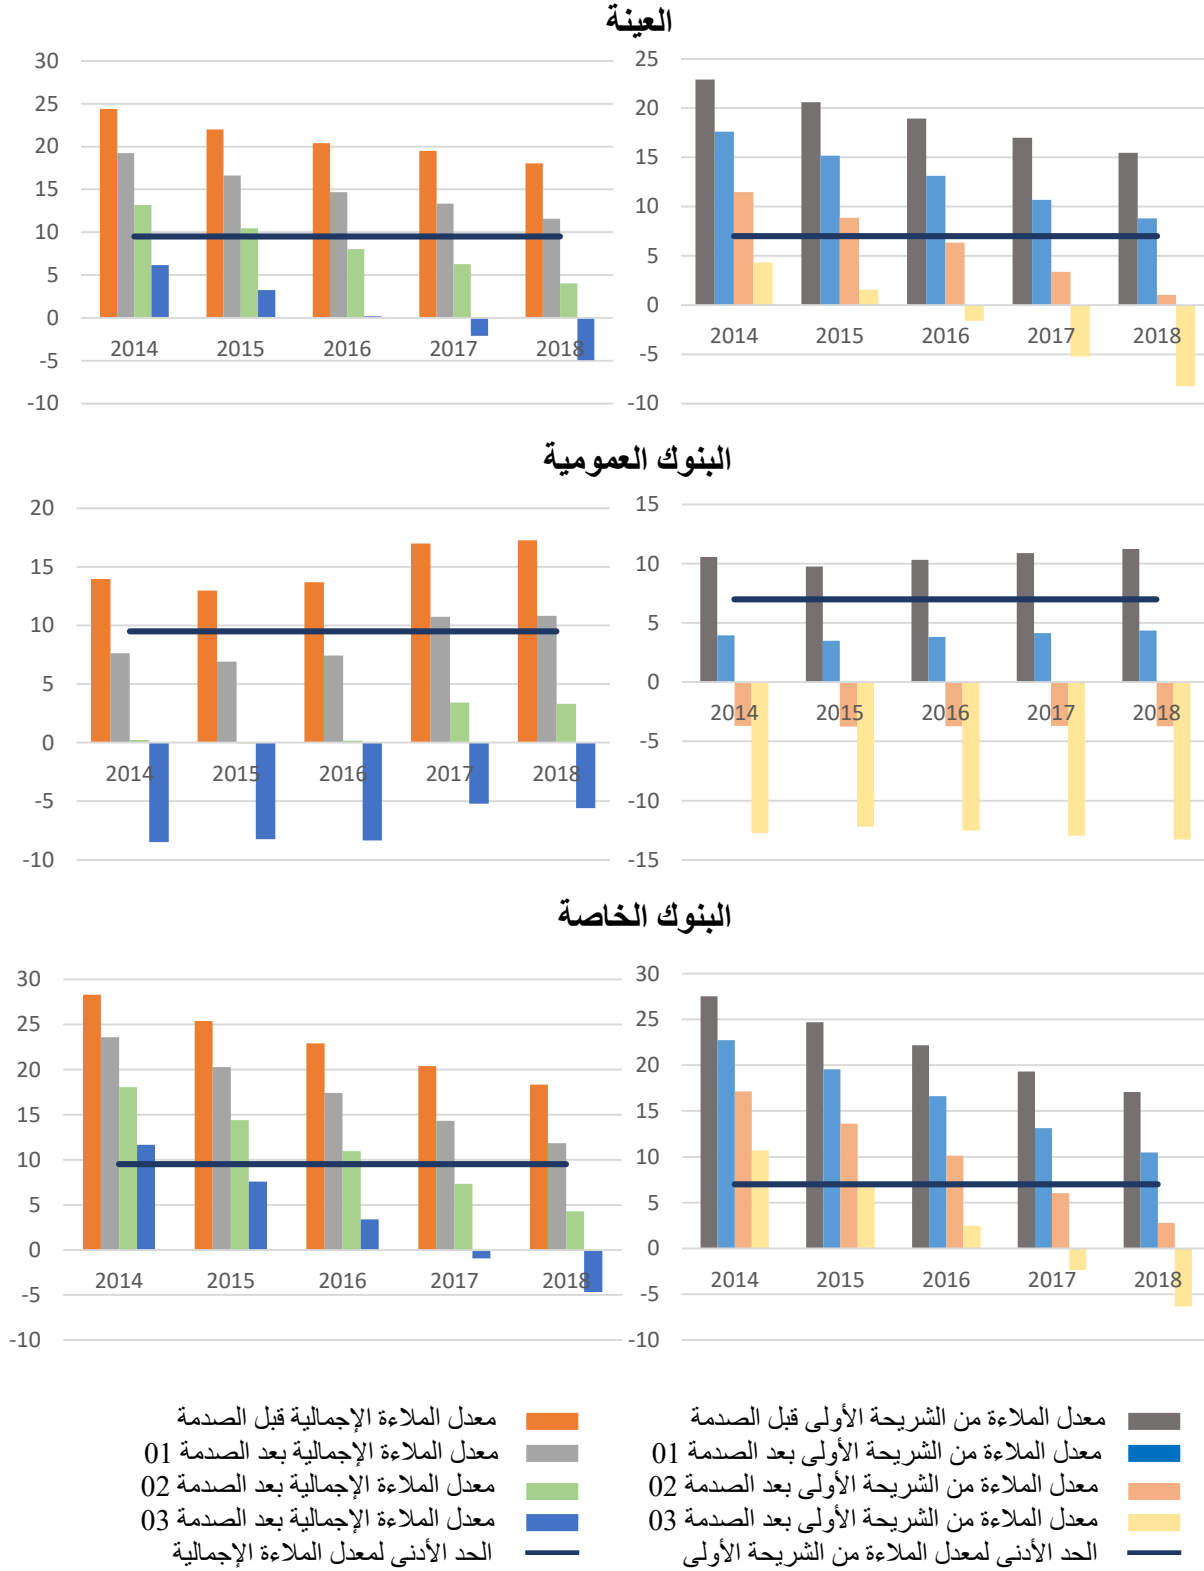 العينة
30
25
20
15
10
5
0
-5
-10
2014 2015 2016 2017 2018
25
20
15
10
5
0
-5
-10
2014 2015 2016 2017 2018
البنوك العمومية
20
15
10
5
0
-5
-10
2014 2015 2016 2017 2018
15
10
5
0
-5
-10
-15
2014 2015 2016 2017 2018
البنوك الخاصة
30
25
20
15
10
5
0
-5
-10
2014 2015 2016 2017 2018
30
25
20
15
10
5
0
-5
-10
2014 2015 2016 2017 2018
معدل الملاءة من الشريحة الأولى قبل الصدمة
معدل الملاءة من الشريحة الأولى بعد الصدمة 01
معدل الملاءة من الشريحة الأولى بعد الصدمة 02
معدل الملاءة من الشريحة الأولى بعد الصدمة 03
الحد الأدنى لمعدل الملاءة من الشريحة الأولى
معدل الملاءة الإجمالية قبل الصدمة
معدل الملاءة الإجمالية بعد الصدمة 01
معدل الملاءة الإجمالية بعد الصدمة 02
معدل الملاءة الإجمالية بعد الصدمة 03
الحد الأدنى لمعدل الملاءة الإجمالية